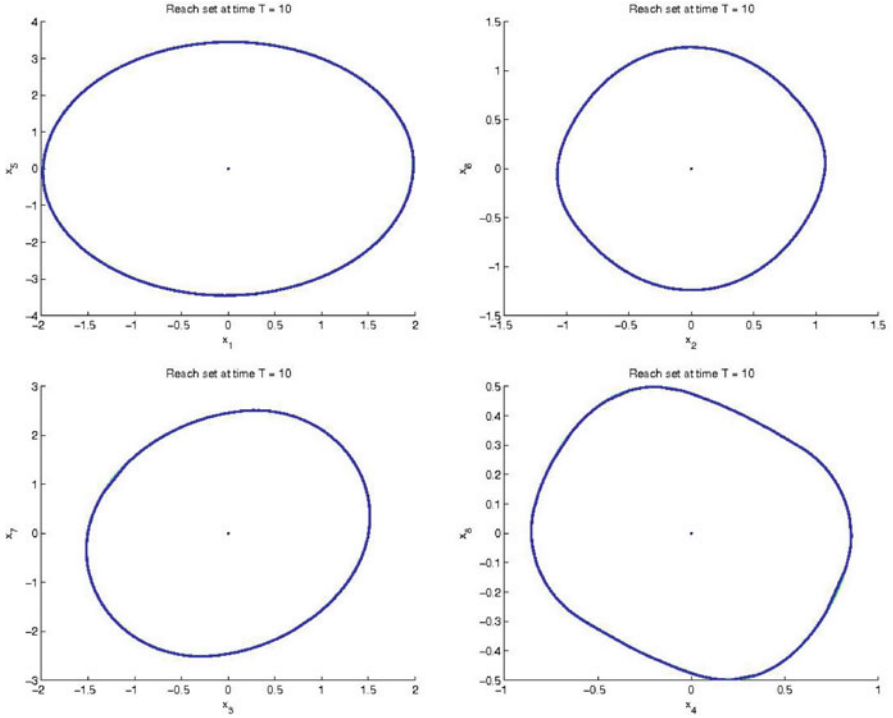 Reach set at time T = 10
4
3
2
1
0
-1
-2
-3
-4
x₅
-2 -1.5 -1 -0.5 0 0.5 1 1.5 2
x₁
Reach set at time T = 10
1.5
1
0.5
0
-0.5
-1
-1.5
x₆
-1.5 -1 -0.5 0 0.5 1 1.5
x₂
Reach set at time T = 10
3
2
1
0
-1
-2
-3
x₇
-2 -1.5 -1 -0.5 0 0.5 1 1.5 2
x₃
Reach set at time T = 10
0.5
0.4
0.3
0.2
0.1
0
-0.1
-0.2
-0.3
-0.4
-0.5
x₈
-1 -0.5 0 0.5 1
x₄